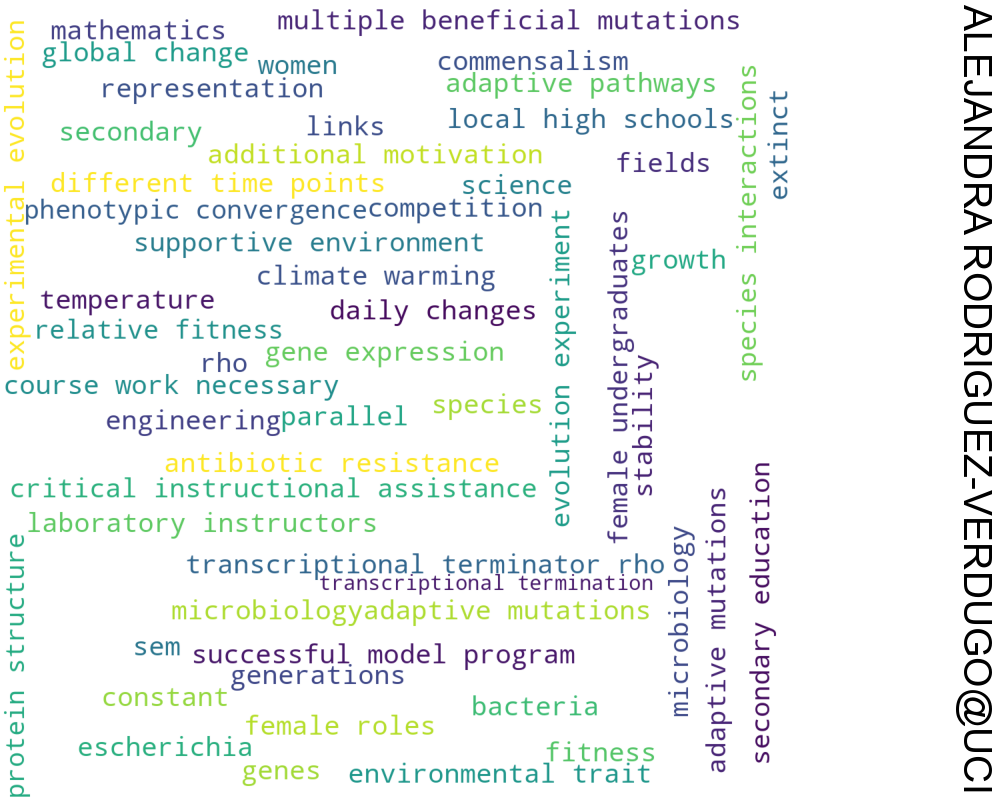 multiple beneficial mutations
mathematics
global change
women
commensalism
representation
adaptive pathways
secondary
links
local high schools
additional motivation
fields
different time points
science
phenotypic convergence
competition
supportive environment
growth
climate warming
temperature
daily changes
relative fitness
rho
gene expression
course work necessary
engineering
parallel
species
antibiotic resistance
critical instructional assistance
laboratory instructors
transcriptional terminator rho
transcriptional termination
microbiologyadaptive mutations
sem
successful model program
generations
constant
bacteria
female roles
escherichia
fitness
genes
environmental trait
experimental evolution
protein structure
evolution experiment
female undergraduates
stability
microbiology
adaptive mutations
species interactions
secondary education
extinct
ALEJANDRA RODRIGUEZ-VERDUGO@UCI